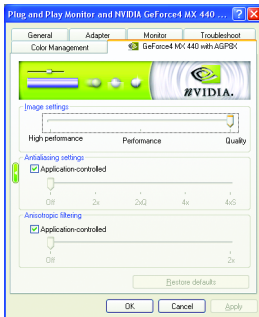 Plug and Play Monitor and NVIDIA GeForce4 MX 440 ...
General
Adapter
Monitor
Troubleshoot
Color Management
GeForce4 MX 440 with AGP8X
NVIDIA.
Image settings
High performance
Performance
Quality
Antialiasing settings
Application-controlled
Off
2x
2xQ
4x
4xS
Anisotropic filtering
Application-controlled
Off
2x
Restore defaults
OK
Cancel
Apply